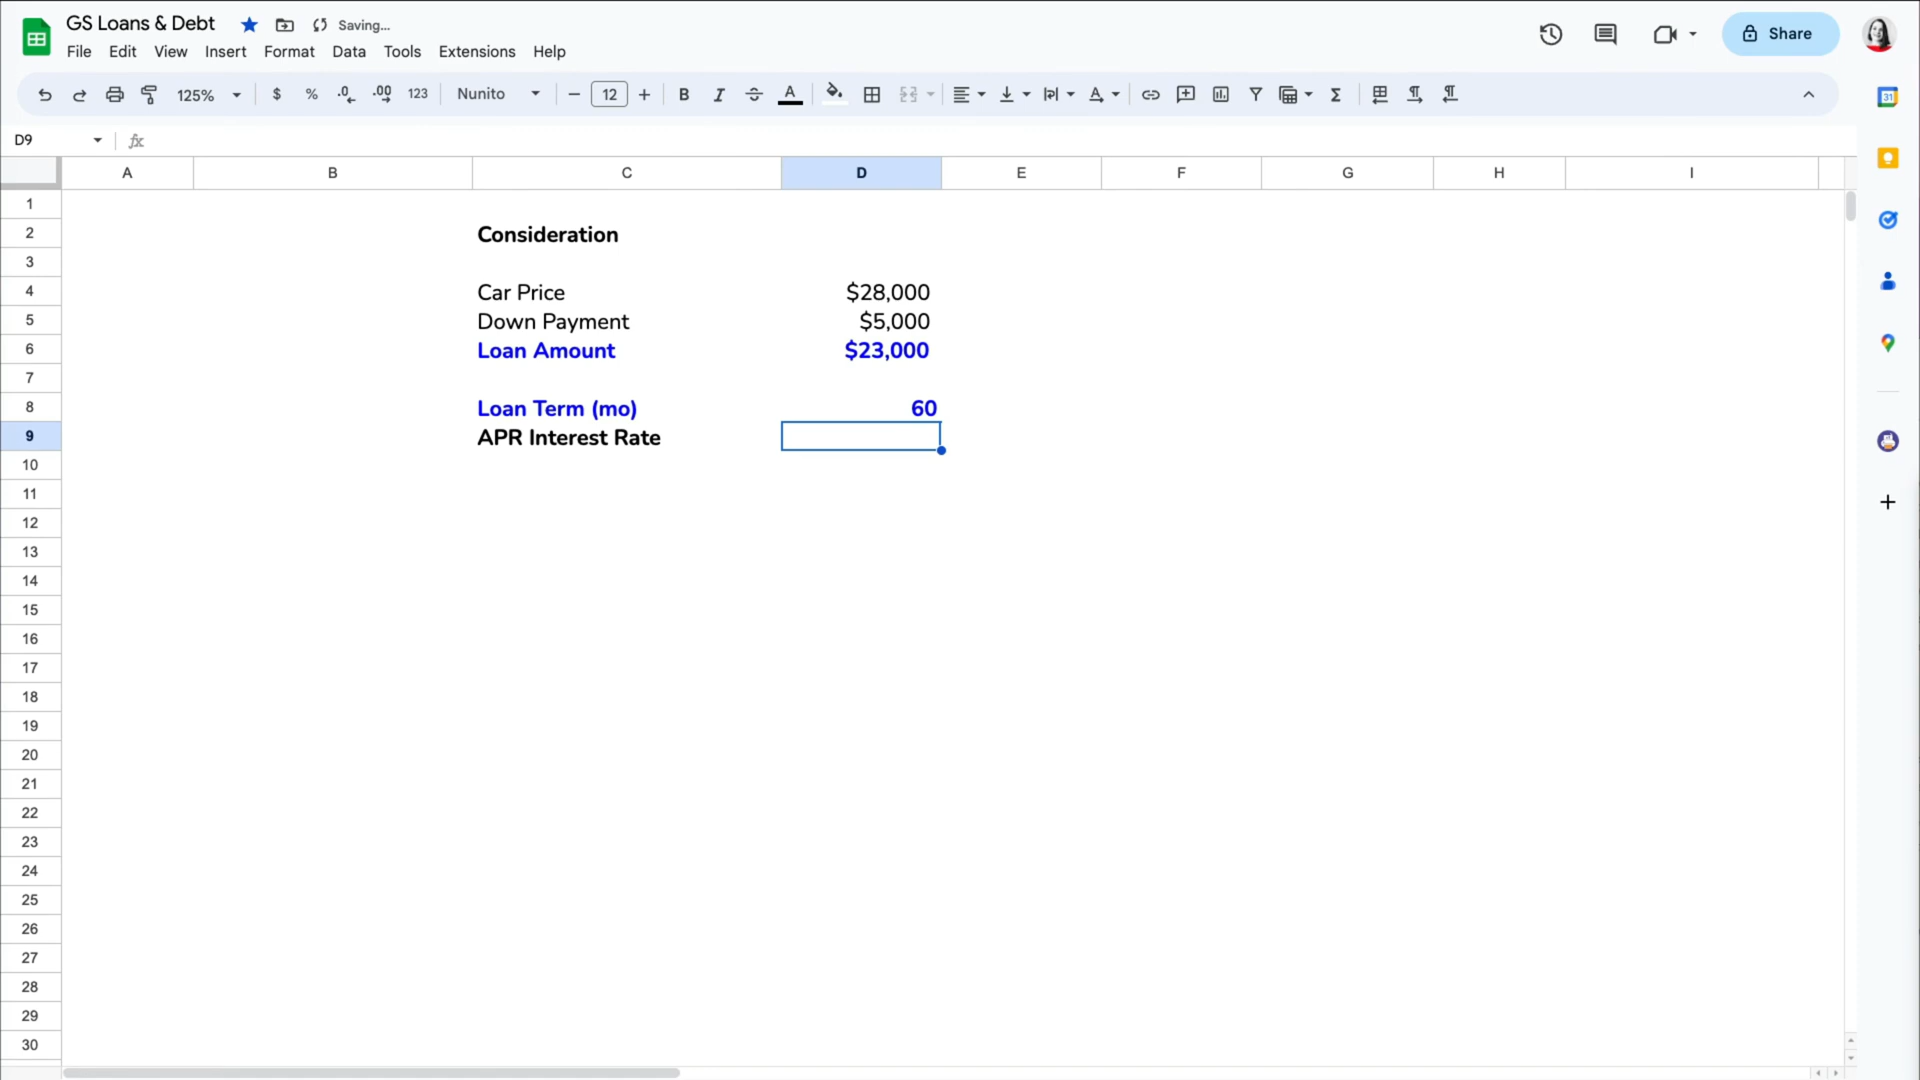 GS Loans & Debt Saving...
File Edit View Insert Format Data Tools Extensions Help
Share
125% $ % .0 .00 123 Nunito 12 B I A A Σ
31
D9 fx
A B C D E F G H I
1
2 Consideration
3
4 Car Price $28,000
5 Down Payment $5,000
6 Loan Amount $23,000
7
8 Loan Term (mo) 60
9 APR Interest Rate
10
11
12
13
14
15
16
17
18
19
20
21
22
23
24
25
26
27
28
29
30